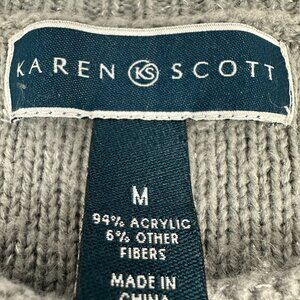 KAREN KS SCOTT
M
94% ACRYLIC
6% OTHER
FIBERS
MADE IN
CHINA